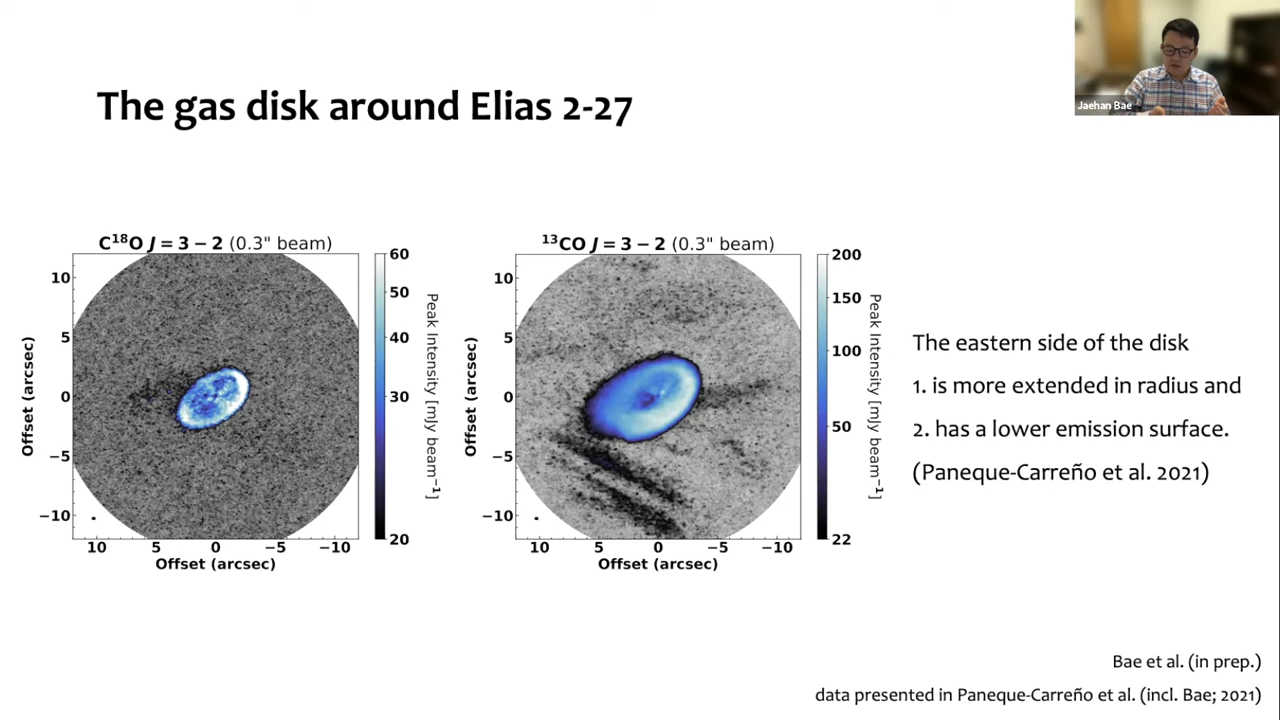 Jaehan Bae
The gas disk around Elias 2-27
C¹⁸O J = 3 − 2 (0.3" beam)
10
5
0
−5
−10
Offset (arcsec)
10
5
0
−5
−10
Offset (arcsec)
60
50
40
30
20
Peak Intensity [mJy beam⁻¹]
¹³CO J = 3 − 2 (0.3" beam)
10
5
0
−5
−10
Offset (arcsec)
10
5
0
−5
−10
Offset (arcsec)
200
150
100
50
22
Peak Intensity [mJy beam⁻¹]
The eastern side of the disk
1. is more extended in radius and
2. has a lower emission surface.
(Paneque-Carreño et al. 2021)
Bae et al. (in prep.)
data presented in Paneque-Carreño et al. (incl. Bae; 2021)